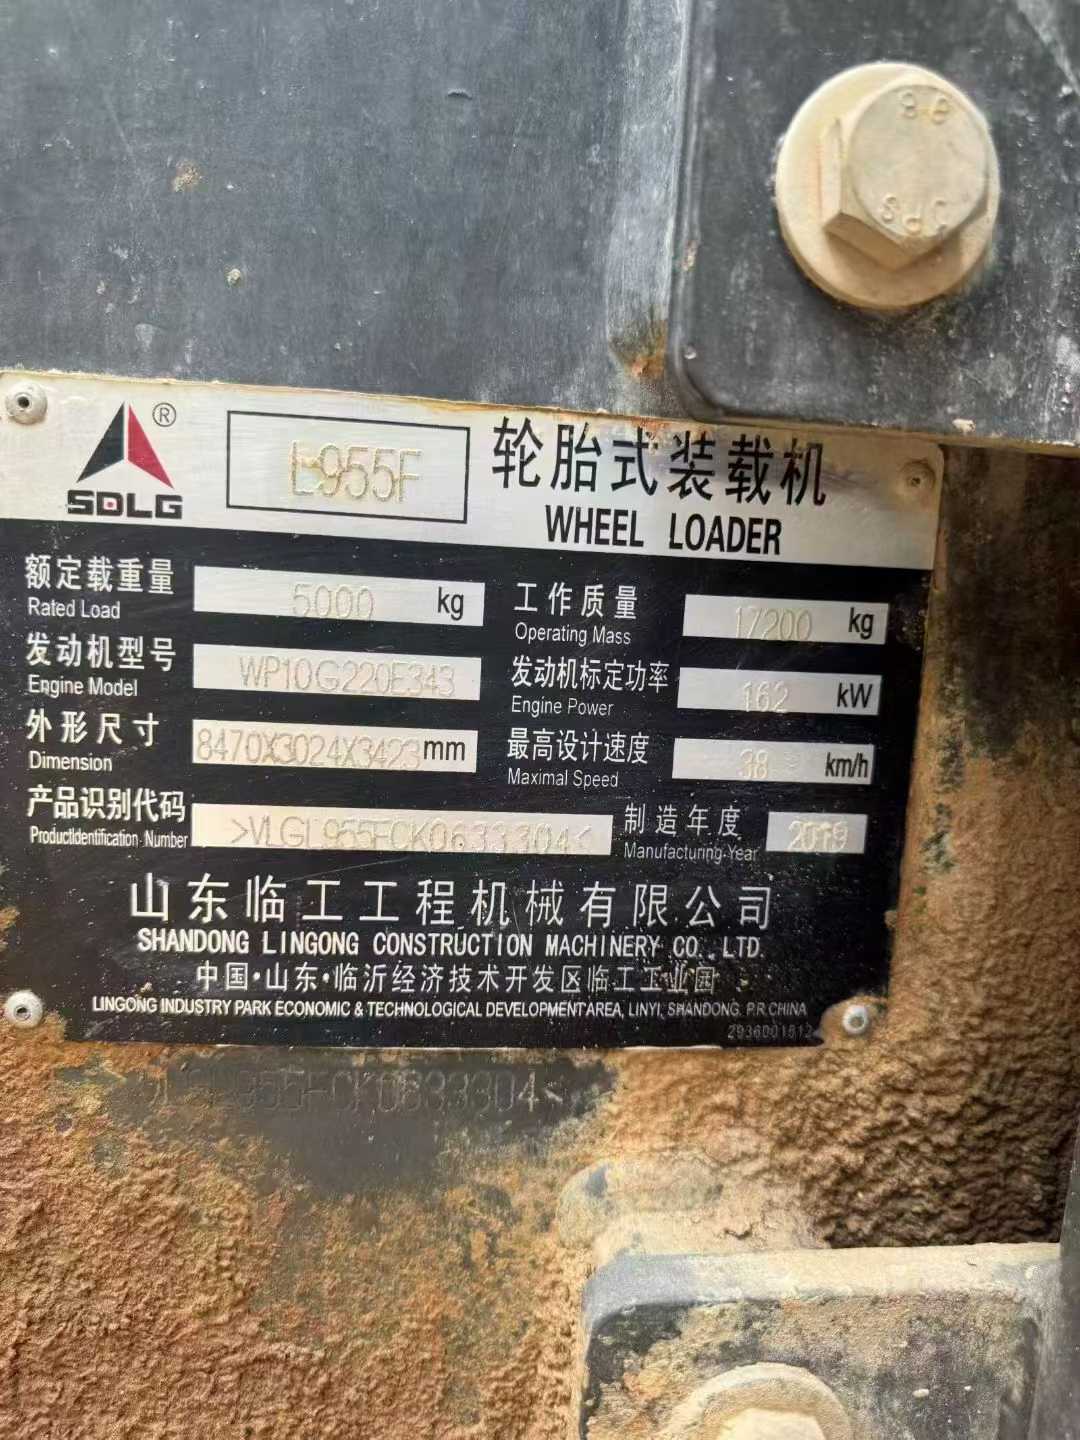 8.8
SDLG
®
L955F
轮胎式装载机
WHEEL LOADER
额定载重量 5000 kg
Rated Load
工作质量 17200 kg
Operating Mass
发动机型号 WP10G220E343
Engine Model
发动机标定功率 162 kW
Engine Power
外形尺寸 8470X3024X3423 mm
Dimension
最高设计速度 38 km/h
Maximal Speed
产品识别代码 >VLGL955FCK0633304<
ProductIdentification Number
制造年度 2019
Manufacturing Year
山东临工工程机械有限公司
SHANDONG LINGONG CONSTRUCTION MACHINERY CO., LTD.
中国·山东·临沂经济技术开发区临工工业园
LINGONG INDUSTRY PARK ECONOMIC & TECHNOLOGICAL DEVELOPMENT AREA, LINYI, SHANDONG, P.R.CHINA
2936001612
L955FCK0633304<